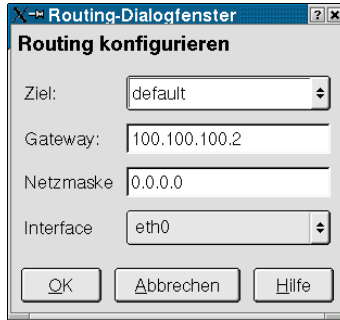 Routing-Dialogfenster
Routing konfigurieren
Ziel: default
Gateway: 100.100.100.2
Netzmaske 0.0.0.0
Interface eth0
OK Abbrechen Hilfe